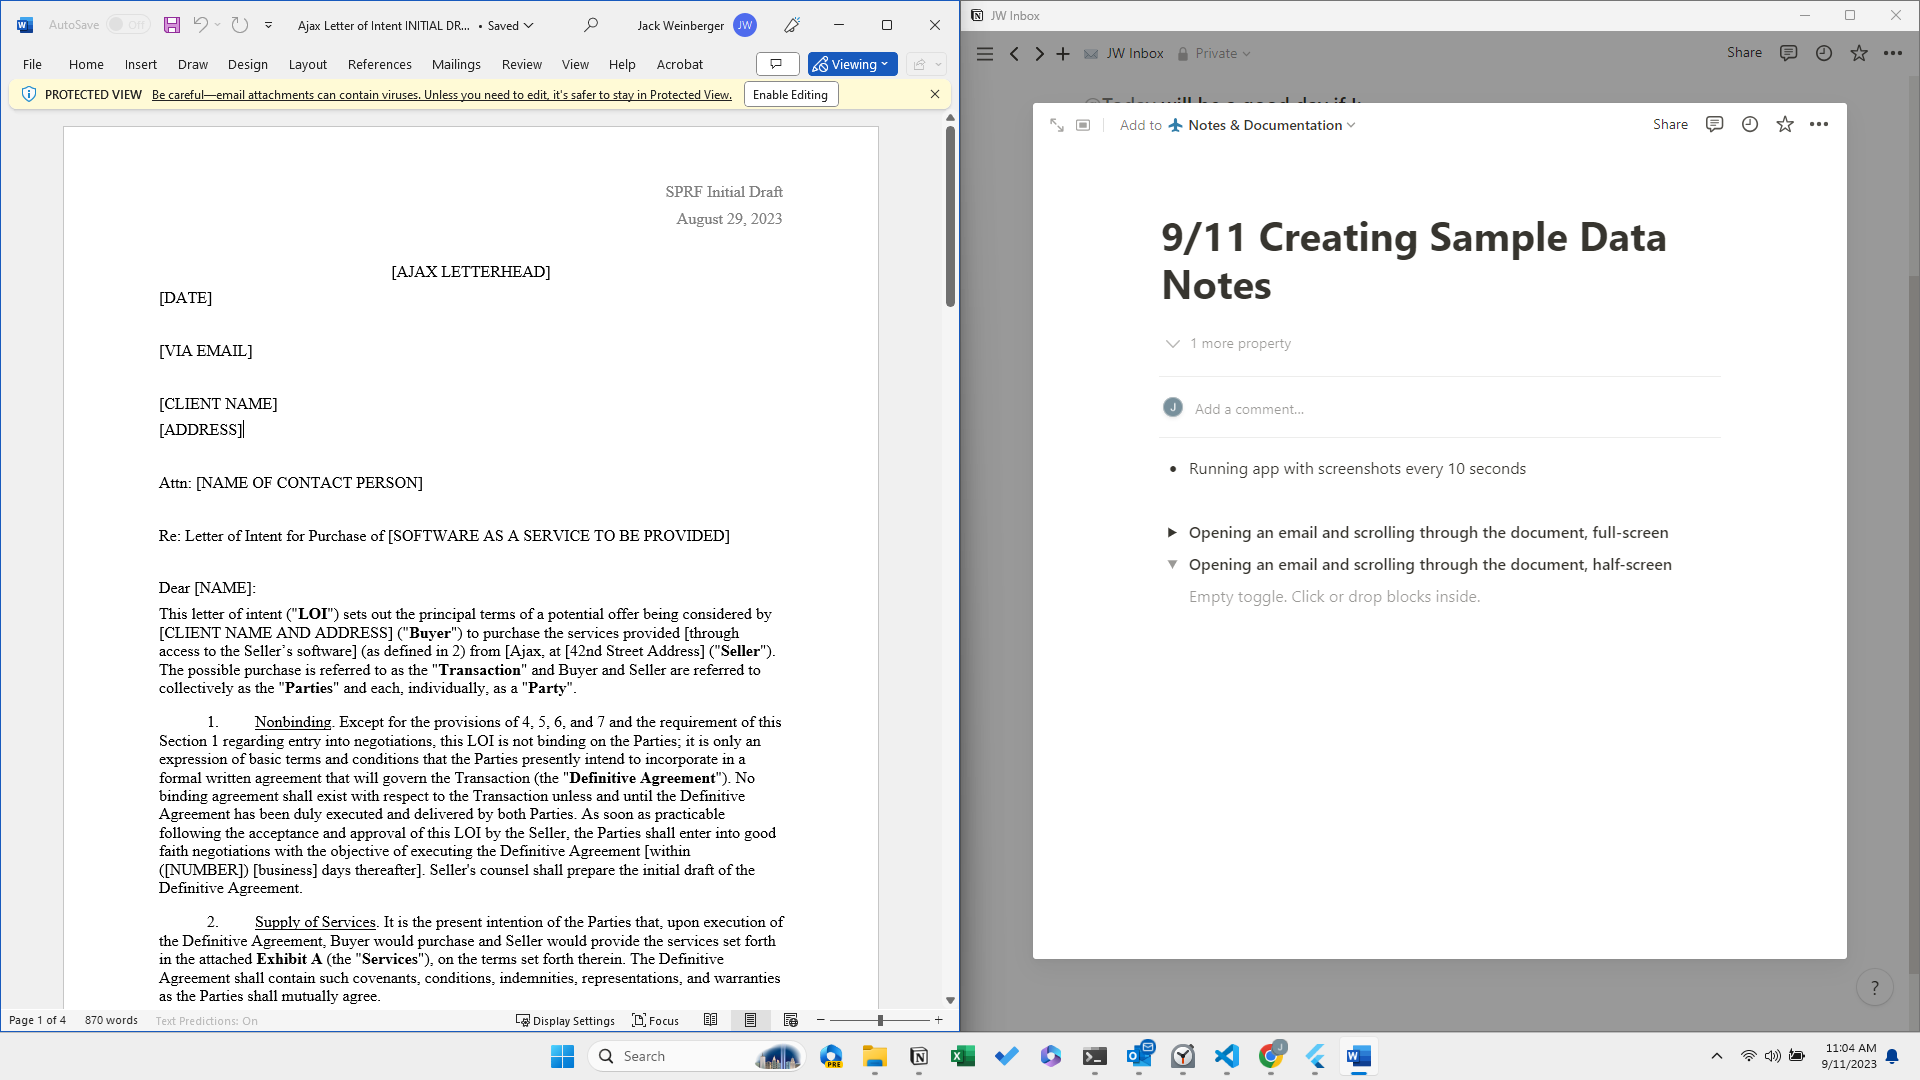 AutoSave Off Ajax Letter of Intent INITIAL DR... • Saved Jack Weinberger JW
File Home Insert Draw Design Layout References Mailings Review View Help Acrobat Viewing
PROTECTED VIEW Be careful—email attachments can contain viruses. Unless you need to edit, it's safer to stay in Protected View. Enable Editing
SPRF Initial Draft
August 29, 2023
[AJAX LETTERHEAD]
[DATE]
[VIA EMAIL]
[CLIENT NAME]
[ADDRESS]
Attn: [NAME OF CONTACT PERSON]
Re: Letter of Intent for Purchase of [SOFTWARE AS A SERVICE TO BE PROVIDED]
Dear [NAME]:
This letter of intent ("LOI") sets out the principal terms of a potential offer being considered by
[CLIENT NAME AND ADDRESS] ("Buyer") to purchase the services provided [through
access to the Seller's software] (as defined in 2) from [Ajax, at [42nd Street Address] ("Seller").
The possible purchase is referred to as the "Transaction" and Buyer and Seller are referred to
collectively as the "Parties" and each, individually, as a "Party".
1. Nonbinding. Except for the provisions of 4, 5, 6, and 7 and the requirement of this
Section 1 regarding entry into negotiations, this LOI is not binding on the Parties; it is only an
expression of basic terms and conditions that the Parties presently intend to incorporate in a
formal written agreement that will govern the Transaction (the "Definitive Agreement"). No
binding agreement shall exist with respect to the Transaction unless and until the Definitive
Agreement has been duly executed and delivered by both Parties. As soon as practicable
following the acceptance and approval of this LOI by the Seller, the Parties shall enter into good
faith negotiations with the objective of executing the Definitive Agreement [within
([NUMBER]) [business] days thereafter]. Seller's counsel shall prepare the initial draft of the
Definitive Agreement.
2. Supply of Services. It is the present intention of the Parties that, upon execution of
the Definitive Agreement, Buyer would purchase and Seller would provide the services set forth
in the attached Exhibit A (the "Services"), on the terms set forth therein. The Definitive
Agreement shall contain such covenants, conditions, indemnities, representations, and warranties
as the Parties shall mutually agree.
Page 1 of 4 870 words Text Predictions: On Display Settings Focus
JW Inbox
JW Inbox Private Share
@Today will be a good day if I:
Add to Notes & Documentation Share
9/11 Creating Sample Data
Notes
1 more property
J Add a comment...
• Running app with screenshots every 10 seconds
Opening an email and scrolling through the document, full-screen
Opening an email and scrolling through the document, half-screen
Empty toggle. Click or drop blocks inside.
?
Search PRE J 11:04 AM
9/11/2023